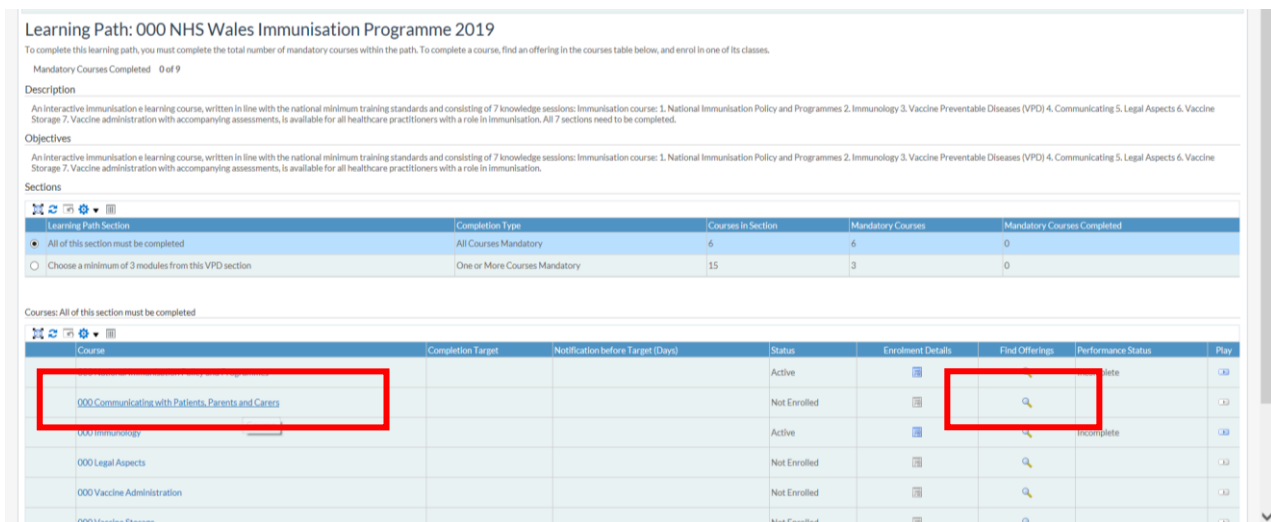 Learning Path: 000 NHS Wales Immunisation Programme 2019
To complete this learning path, you must complete the total number of mandatory courses within the path. To complete a course, find an offering in the courses table below, and enrol in one of its classes.
Mandatory Courses Completed 0 of 9
Description
An interactive immunisation e learning course, written in line with the national minimum training standards and consisting of 7 knowledge sessions: Immunisation course: 1. National Immunisation Policy and Programmes 2. Immunology 3. Vaccine Preventable Diseases (VPD) 4. Communicating 5. Legal Aspects 6. Vaccine
Storage 7. Vaccine administration with accompanying assessments, is available for all healthcare practitioners with a role in immunisation. All 7 sections need to be completed.
Objectives
An interactive immunisation e learning course, written in line with the national minimum training standards and consisting of 7 knowledge sessions: Immunisation course: 1. National Immunisation Policy and Programmes 2. Immunology 3. Vaccine Preventable Diseases (VPD) 4. Communicating 5. Legal Aspects 6. Vaccine
Storage 7. Vaccine administration with accompanying assessments, is available for all healthcare practitioners with a role in immunisation.
Sections
Learning Path Section Completion Type Courses in Section Mandatory Courses Mandatory Courses Completed
All of this section must be completed All Courses Mandatory 6 6 0
Choose a minimum of 3 modules from this VPD section One or More Courses Mandatory 15 3 0
Courses: All of this section must be completed
Course Completion Target Notification before Target (Days) Status Enrolment Details Find Offerings Performance Status Play
Active
000 Communicating with Patients, Parents and Carers Not Enrolled
000 Immunology Active Incomplete
000 Legal Aspects Not Enrolled
000 Vaccine Administration Not Enrolled